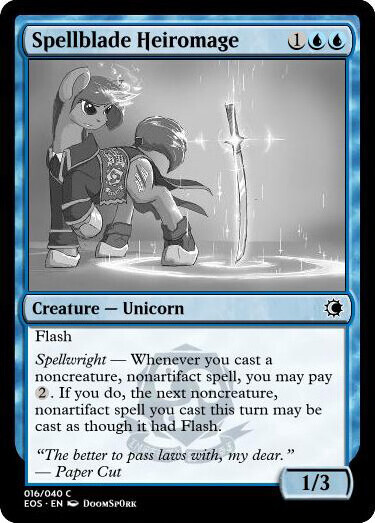 Spellblade Heiromage 1
Creature — Unicorn
Flash
Spellwright — Whenever you cast a
noncreature, nonartifact spell, you may pay
2. If you do, the next noncreature,
nonartifact spell you cast this turn may be
cast as though it had Flash.
"The better to pass laws with, my dear."
— Paper Cut
1/3
016/040 C
EOS • EN DoomSp0rk